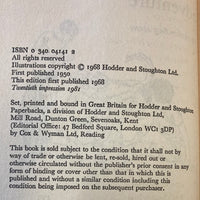 ISBN 0 340 04141 2
All rights reserved
Illustrations copyright © 1968 Hodder and Stoughton Ltd.
First published 1950
This edition first published 1968
Twentieth impression 1981
Set, printed and bound in Great Britain for Hodder and Stoughton
Paperbacks, a division of Hodder and Stoughton Ltd,
Mill Road, Dunton Green, Sevenoaks, Kent
(Editorial Office: 47 Bedford Square, London WC1 3DP)
by Cox & Wyman Ltd, Reading
This book is sold subject to the condition that it shall not by
way of trade or otherwise be lent, re-sold, hired out or
otherwise circulated without the publisher's prior consent in any
form of binding or cover other than that in which it is
published and without a similar condition including this
condition being imposed on the subsequent purchaser.